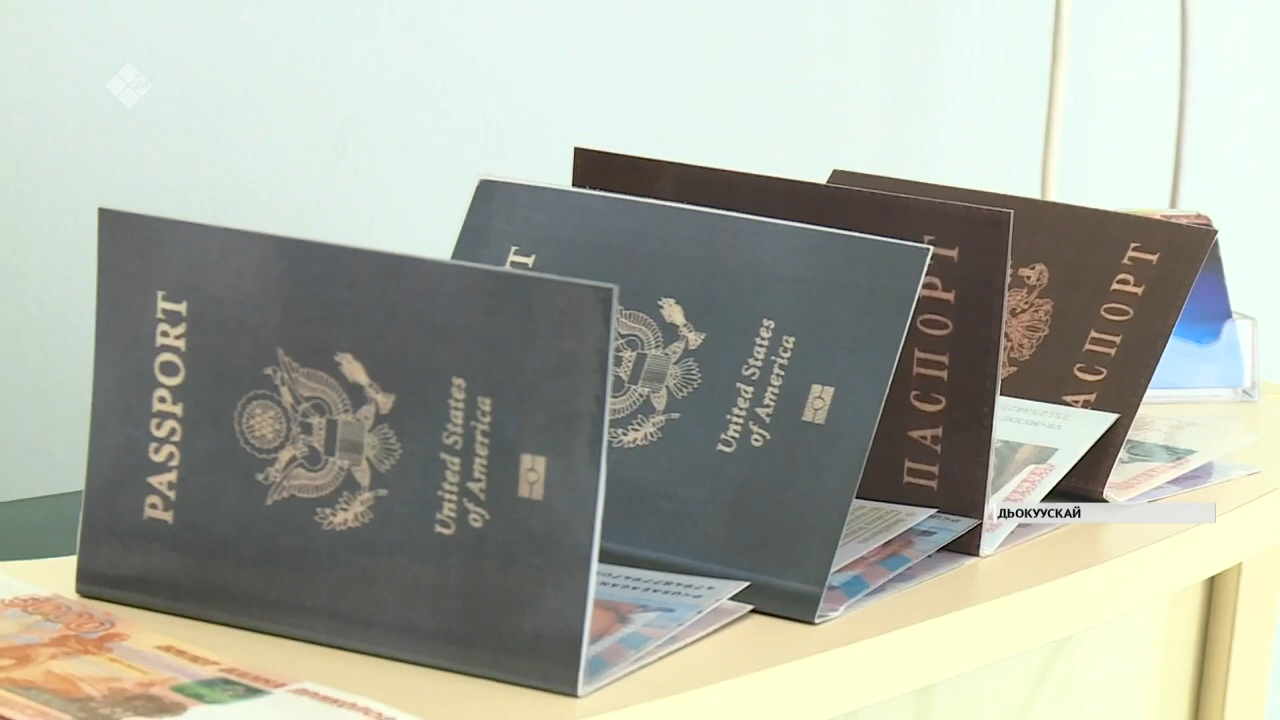 PASSPORT
United States
of America
United States
of America
ПАСПОРТ
ПАСПОРТ
ДЬОКУУСКАЙ